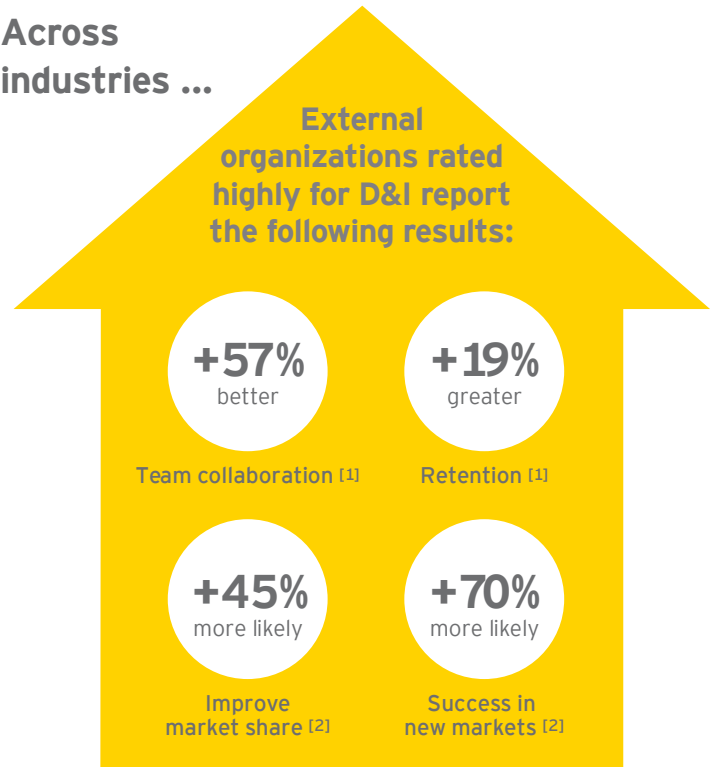 Across
industries ...
External
organizations rated
highly for D&I report
the following results:
+57%
better
Team collaboration [1]
+19%
greater
Retention [1]
+45%
more likely
Improve
market share [2]
+70%
more likely
Success in
new markets [2]